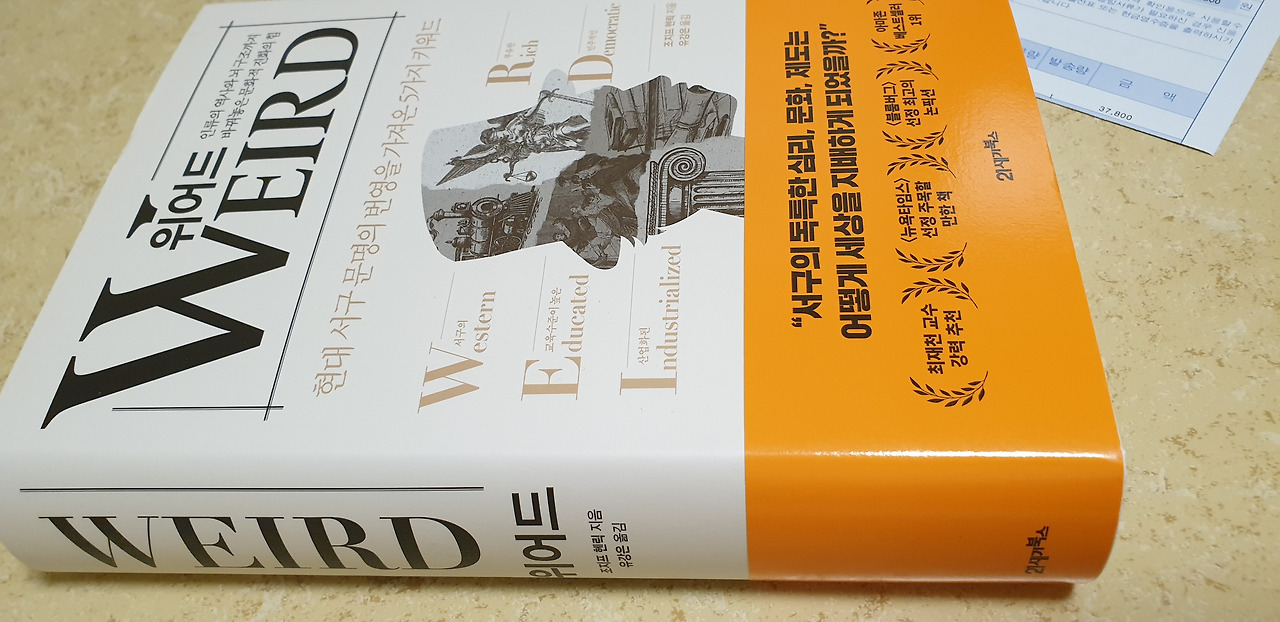 위어드
인류의 역사와 뇌 구조까지
바꿔놓은 문화적 진화의 힘
WEIRD
현대 서구 문명의 번영을 가져온 5가지 키워드
서구의
Western
교육수준이 높은
Educated
산업화된
Industrialized
부유한
Rich
민주적인
Democratic
조지프 헨릭 지음
유강은 옮김
“서구의 독특한 심리, 문화, 제도는
어떻게 세상을 지배하게 되었을까?”
최재천 교수
강력 추천
〈뉴욕타임스〉
선정 주목할
만한 책
〈블룸버그〉
선정 최고의
논픽션
아마존
베스트셀러
1위
21세기북스
WEIRD
위어드
조지프 헨릭 지음
유강은 옮김
21세기북스
발송량
금 액
37,800